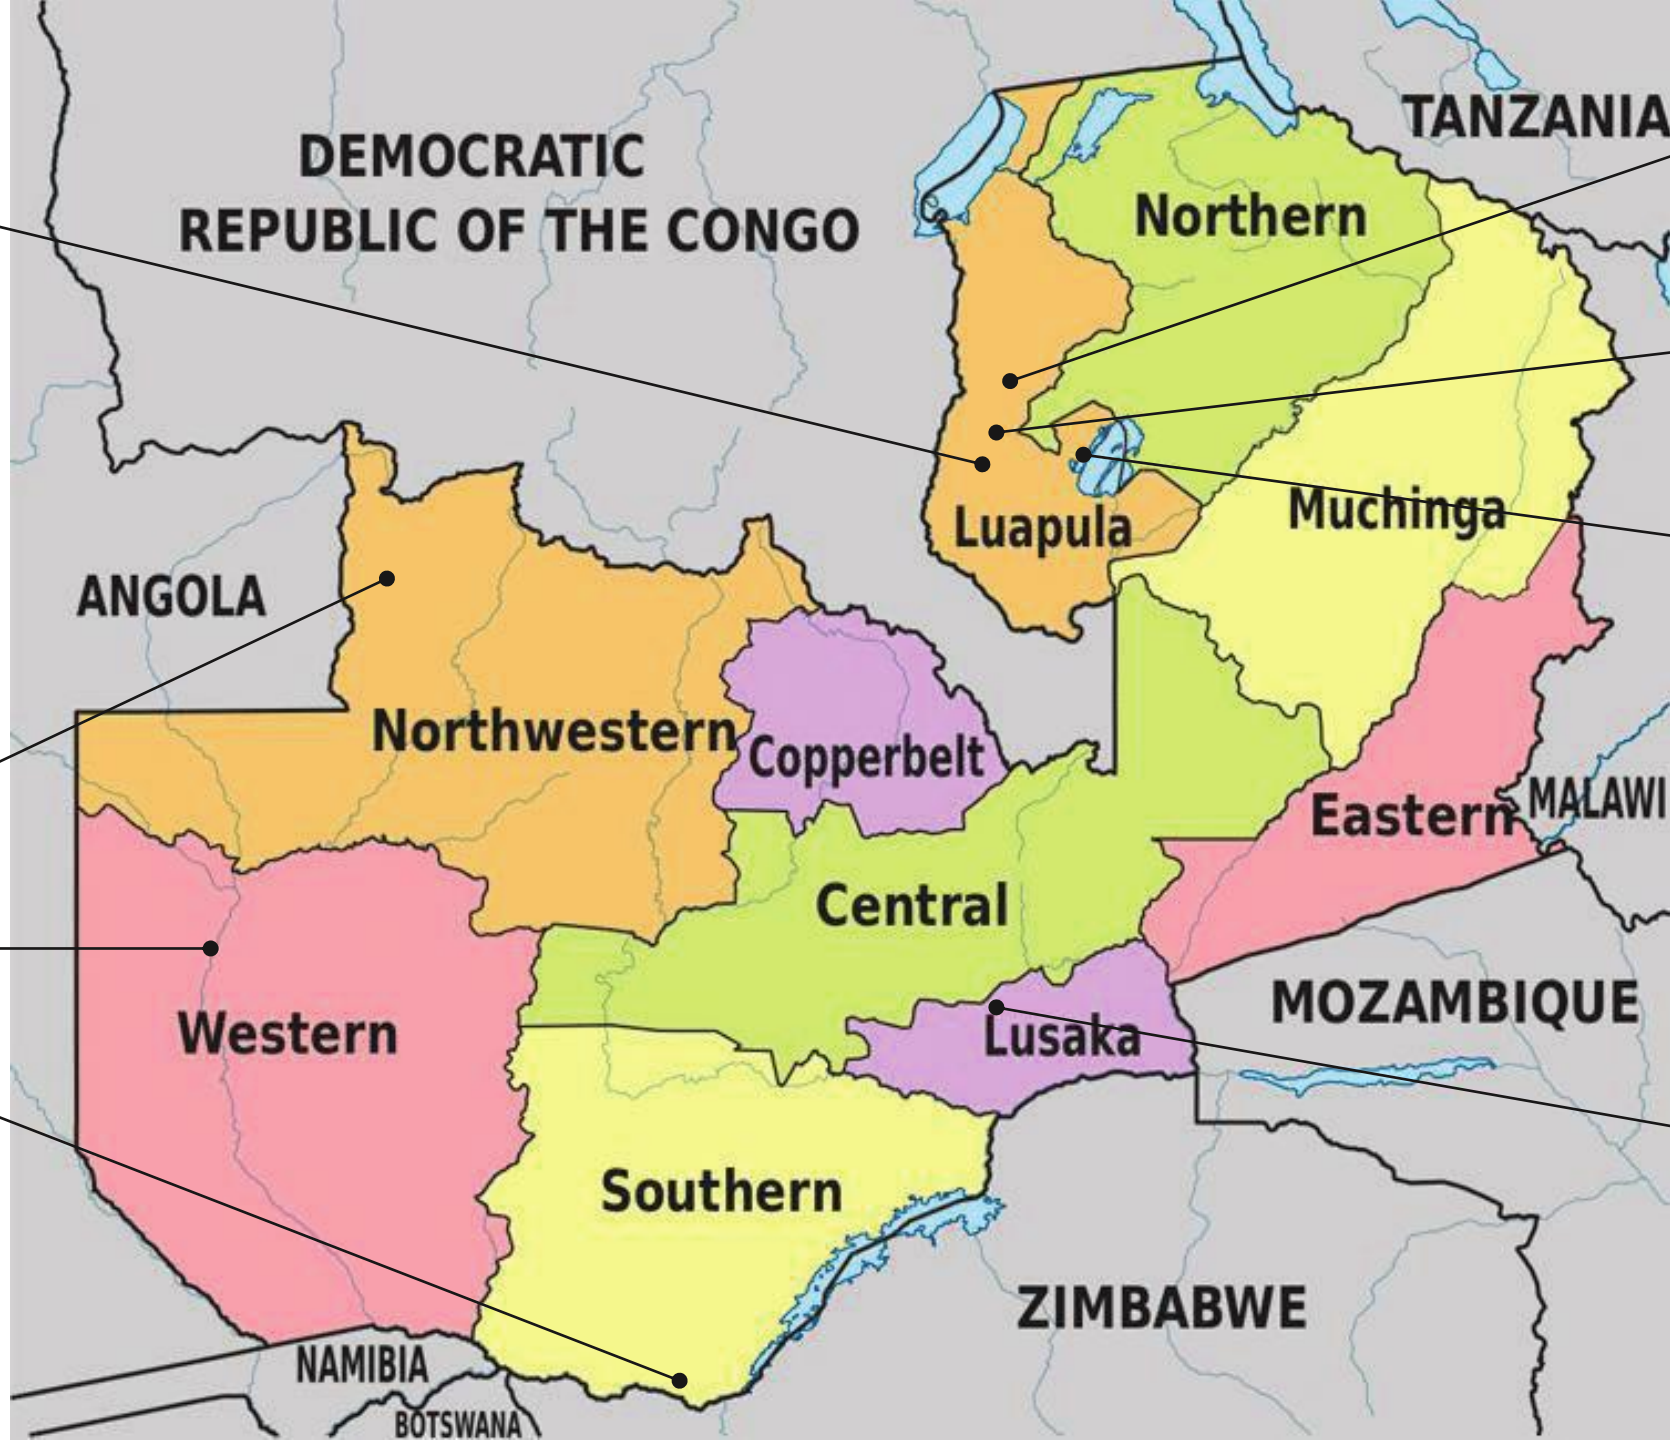 TANZANIA
DEMOCRATIC
REPUBLIC OF THE CONGO
Northern
Muchinga
Luapula
ANGOLA
Northwestern
Copperbelt
MALAWI
Eastern
Central
MOZAMBIQUE
Western
Lusaka
Southern
ZIMBABWE
NAMIBIA
BOTSWANA